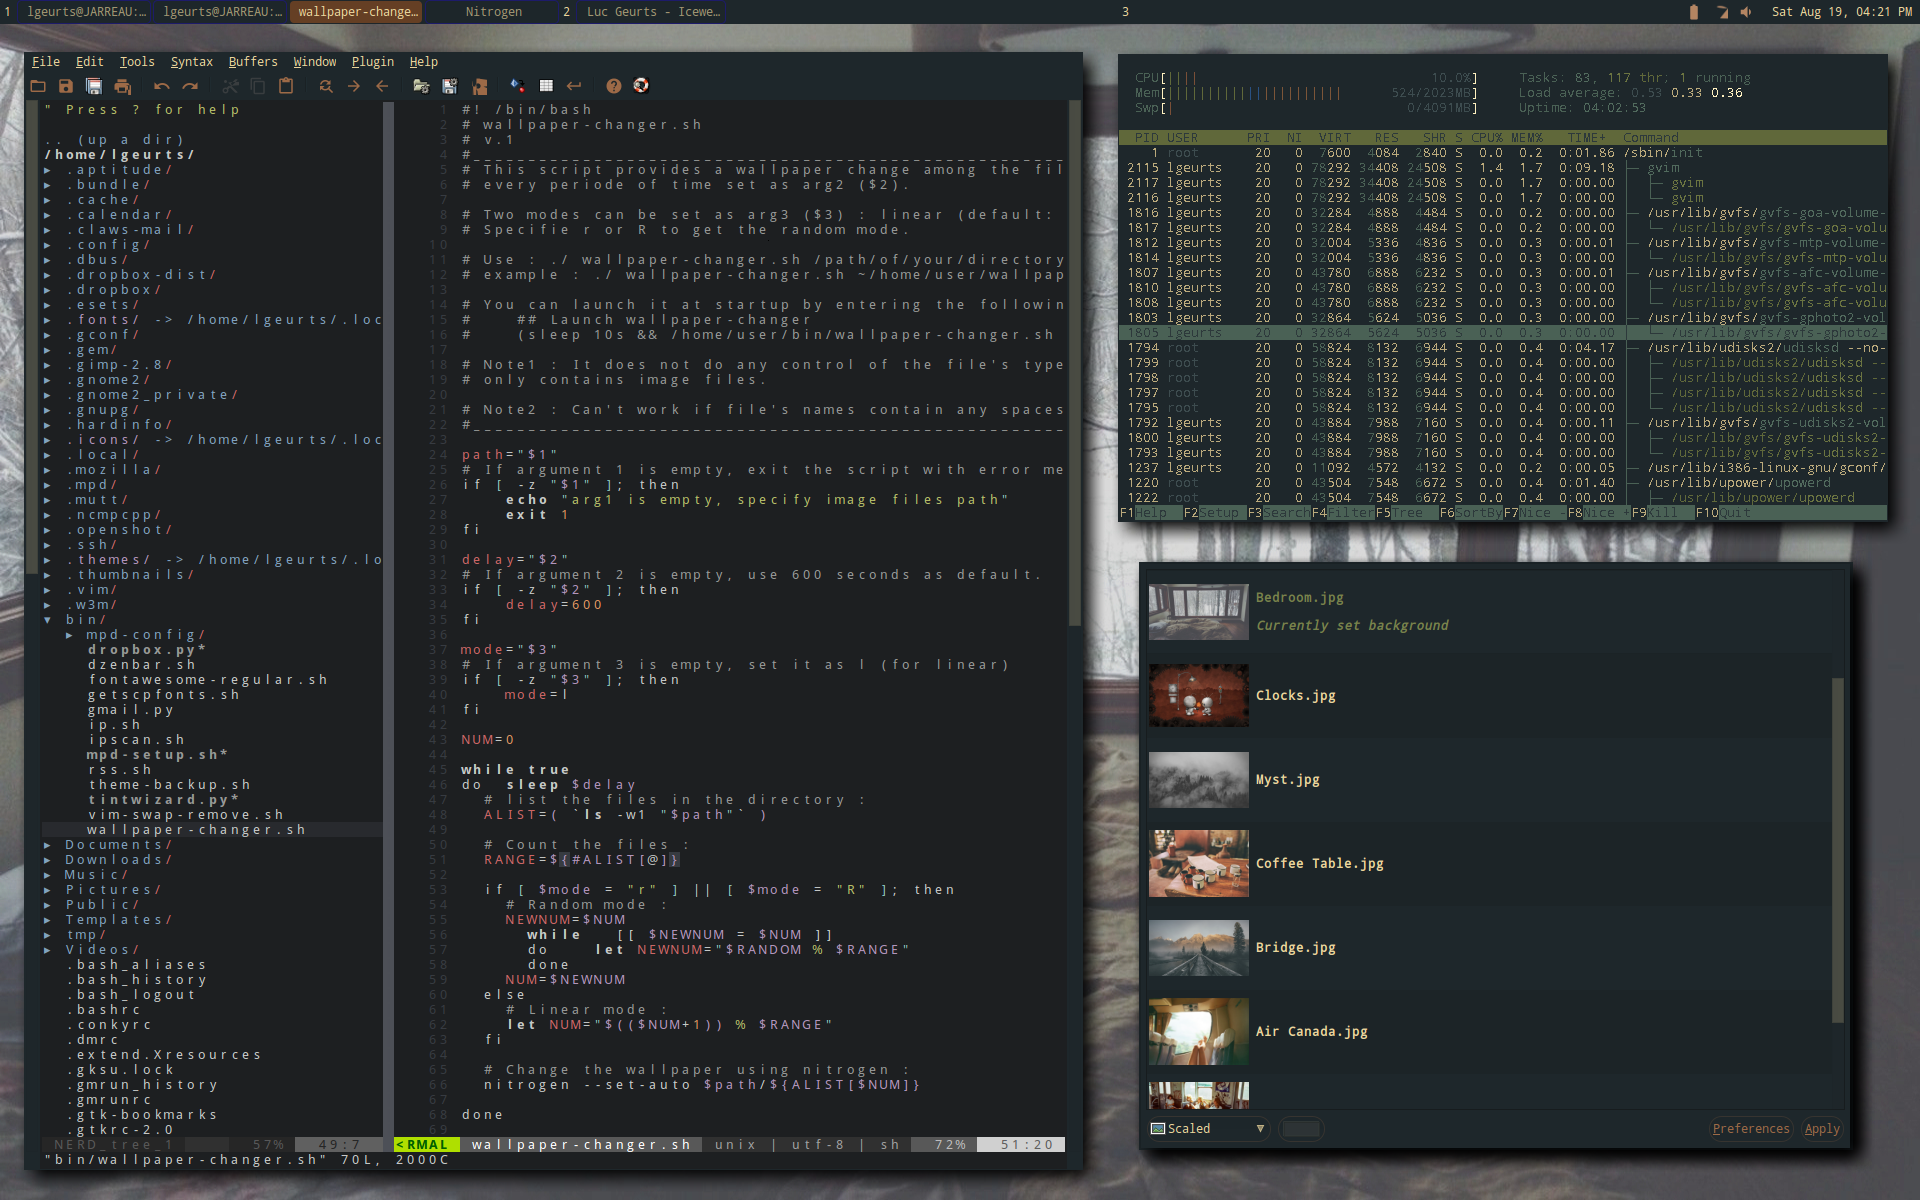 1 lgeurts@JARREAU:… lgeurts@JARREAU:… wallpaper-change… Nitrogen 2 Luc Geurts - Icewe… 3 Sat Aug 19, 04:21 PM
File Edit Tools Syntax Buffers Window Plugin Help
" Press ? for help
.. (up a dir)
/home/lgeurts/
▸ .aptitude/
▸ .bundle/
▸ .cache/
▸ .calendar/
▸ .claws-mail/
▸ .config/
▸ .dbus/
▸ .dropbox-dist/
▸ .dropbox/
▸ .esets/
▸ .fonts/ -> /home/lgeurts/.loc
▸ .gconf/
▸ .gem/
▸ .gimp-2.8/
▸ .gnome2/
▸ .gnome2_private/
▸ .gnupg/
▸ .hardinfo/
▸ .icons/ -> /home/lgeurts/.loc
▸ .local/
▸ .mozilla/
▸ .mpd/
▸ .mutt/
▸ .ncmpcpp/
▸ .openshot/
▸ .ssh/
▸ .themes/ -> /home/lgeurts/.lo
▸ .thumbnails/
▸ .vim/
▸ .w3m/
▾ bin/
▸ mpd-config/
dropbox.py*
dzenbar.sh
fontawesome-regular.sh
getscpfonts.sh
gmail.py
ip.sh
ipscan.sh
mpd-setup.sh*
rss.sh
theme-backup.sh
tintwizard.py*
vim-swap-remove.sh
wallpaper-changer.sh
▸ Documents/
▸ Downloads/
▸ Music/
▸ Pictures/
▸ Public/
▸ Templates/
▸ tmp/
▸ Videos/
.bash_aliases
.bash_history
.bash_logout
.bashrc
.conkyrc
.dmrc
.extend.Xresources
.gksu.lock
.gmrun_history
.gmrunrc
.gtk-bookmarks
.gtkrc-2.0
NERD_tree_1 57% 49:7
1 #! /bin/bash
2 # wallpaper-changer.sh
3 # v.1
4 #______________________________________________________
5 # This script provides a wallpaper change among the fil
6 # every periode of time set as arg2 ($2).
7
8 # Two modes can be set as arg3 ($3) : linear (default:
9 # Specifie r or R to get the random mode.
10
11 # Use : ./ wallpaper-changer.sh /path/of/your/directory
12 # example : ./ wallpaper-changer.sh ~/home/user/wallpap
13
14 # You can launch it at startup by entering the followin
15 # ## Launch wallpaper-changer
16 # (sleep 10s && /home/user/bin/wallpaper-changer.sh
17
18 # Note1 : It does not do any control of the file's type
19 # only contains image files.
20
21 # Note2 : Can't work if file's names contain any spaces
22 #______________________________________________________
23
24 path="$1"
25 # If argument 1 is empty, exit the script with error me
26 if [ -z "$1" ]; then
27 echo "arg1 is empty, specify image files path"
28 exit 1
29 fi
30
31 delay="$2"
32 # If argument 2 is empty, use 600 seconds as default.
33 if [ -z "$2" ]; then
34 delay=600
35 fi
36
37 mode="$3"
38 # If argument 3 is empty, set it as l (for linear)
39 if [ -z "$3" ]; then
40 mode=l
41 fi
42
43 NUM=0
44
45 while true
46 do sleep $delay
47 # list the files in the directory :
48 ALIST=( `ls -w1 "$path"` )
49
50 # Count the files :
51 RANGE=${#ALIST[@]}
52
53 if [ $mode = "r" ] || [ $mode = "R" ]; then
54 # Random mode :
55 NEWNUM=$NUM
56 while [[ $NEWNUM = $NUM ]]
57 do let NEWNUM="$RANDOM % $RANGE"
58 done
59 NUM=$NEWNUM
60 else
61 # Linear mode :
62 let NUM="$(($NUM+1)) % $RANGE"
63 fi
64
65 # Change the wallpaper using nitrogen :
66 nitrogen --set-auto $path/${ALIST[$NUM]}
67
68 done
69
<RMAL wallpaper-changer.sh unix | utf-8 | sh 72% 51:20
"bin/wallpaper-changer.sh" 70L, 2000C
CPU[|||| 10.0%] Tasks: 83, 117 thr; 1 running
Mem[|||||||||||||||||||||| 524/2023MB] Load average: 0.53 0.33 0.36
Swp[| 0/4091MB] Uptime: 04:02:53
PID USER PRI NI VIRT RES SHR S CPU% MEM% TIME+ Command
1 root 20 0 7600 4084 2840 S 0.0 0.2 0:01.86 /sbin/init
2115 lgeurts 20 0 78292 34408 24508 S 1.4 1.7 0:09.18 ├─ gvim
2117 lgeurts 20 0 78292 34408 24508 S 0.0 1.7 0:00.00 │ ├─ gvim
2116 lgeurts 20 0 78292 34408 24508 S 0.0 1.7 0:00.00 │ └─ gvim
1816 lgeurts 20 0 32284 4888 4484 S 0.0 0.2 0:00.00 ├─ /usr/lib/gvfs/gvfs-goa-volume-
1817 lgeurts 20 0 32284 4888 4484 S 0.0 0.2 0:00.00 │ └─ /usr/lib/gvfs/gvfs-goa-volu
1812 lgeurts 20 0 32004 5336 4836 S 0.0 0.3 0:00.01 ├─ /usr/lib/gvfs/gvfs-mtp-volume-
1814 lgeurts 20 0 32004 5336 4836 S 0.0 0.3 0:00.00 │ └─ /usr/lib/gvfs/gvfs-mtp-volu
1807 lgeurts 20 0 43780 6888 6232 S 0.0 0.3 0:00.01 ├─ /usr/lib/gvfs/gvfs-afc-volume-
1810 lgeurts 20 0 43780 6888 6232 S 0.0 0.3 0:00.00 │ ├─ /usr/lib/gvfs/gvfs-afc-volu
1808 lgeurts 20 0 43780 6888 6232 S 0.0 0.3 0:00.00 │ └─ /usr/lib/gvfs/gvfs-afc-volu
1803 lgeurts 20 0 32864 5624 5036 S 0.0 0.3 0:00.00 ├─ /usr/lib/gvfs/gvfs-gphoto2-vol
1805 lgeurts 20 0 32864 5624 5036 S 0.0 0.3 0:00.00 │ └─ /usr/lib/gvfs/gvfs-gphoto2-
1794 root 20 0 58824 8132 6944 S 0.0 0.4 0:04.17 ├─ /usr/lib/udisks2/udisksd --no-
1799 root 20 0 58824 8132 6944 S 0.0 0.4 0:00.00 │ ├─ /usr/lib/udisks2/udisksd --
1798 root 20 0 58824 8132 6944 S 0.0 0.4 0:00.00 │ ├─ /usr/lib/udisks2/udisksd --
1797 root 20 0 58824 8132 6944 S 0.0 0.4 0:00.00 │ ├─ /usr/lib/udisks2/udisksd --
1795 root 20 0 58824 8132 6944 S 0.0 0.4 0:00.00 │ └─ /usr/lib/udisks2/udisksd --
1792 lgeurts 20 0 43884 7988 7160 S 0.0 0.4 0:00.11 ├─ /usr/lib/gvfs/gvfs-udisks2-vol
1800 lgeurts 20 0 43884 7988 7160 S 0.0 0.4 0:00.00 │ ├─ /usr/lib/gvfs/gvfs-udisks2-
1793 lgeurts 20 0 43884 7988 7160 S 0.0 0.4 0:00.00 │ └─ /usr/lib/gvfs/gvfs-udisks2-
1237 lgeurts 20 0 11092 4572 4132 S 0.0 0.2 0:00.05 ├─ /usr/lib/i386-linux-gnu/gconf/
1220 root 20 0 43504 7548 6672 S 0.0 0.4 0:01.40 ├─ /usr/lib/upower/upowerd
1222 root 20 0 43504 7548 6672 S 0.0 0.4 0:00.00 │ ├─ /usr/lib/upower/upowerd
F1Help F2Setup F3SearchF4FilterF5Tree F6SortByF7Nice -F8Nice +F9Kill F10Quit
Bedroom.jpg
Currently set background
Clocks.jpg
Myst.jpg
Coffee Table.jpg
Bridge.jpg
Air Canada.jpg
Scaled Preferences Apply